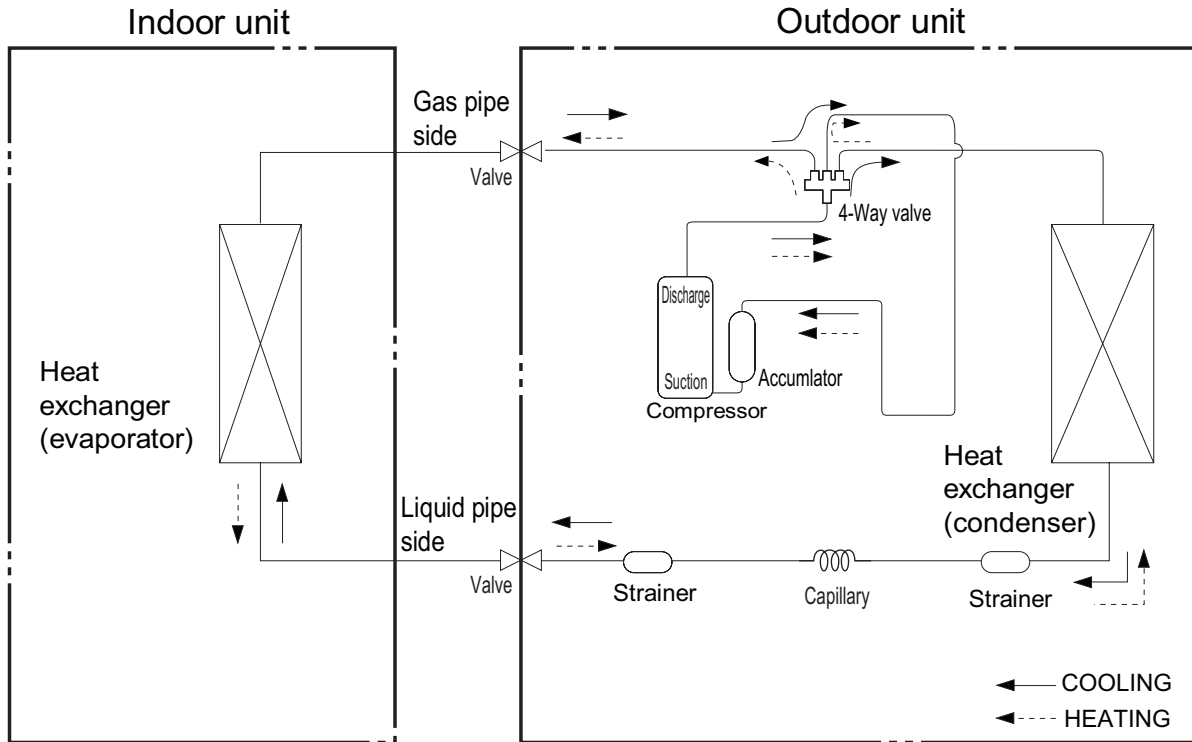 Indoor unit
Outdoor unit
Gas pipe
side
Valve
4-Way valve
Discharge
Suction
Accumlator
Compressor
Heat
exchanger
(evaporator)
Heat
exchanger
(condenser)
Liquid pipe
side
Valve
Strainer
Capillary
Strainer
COOLING
HEATING